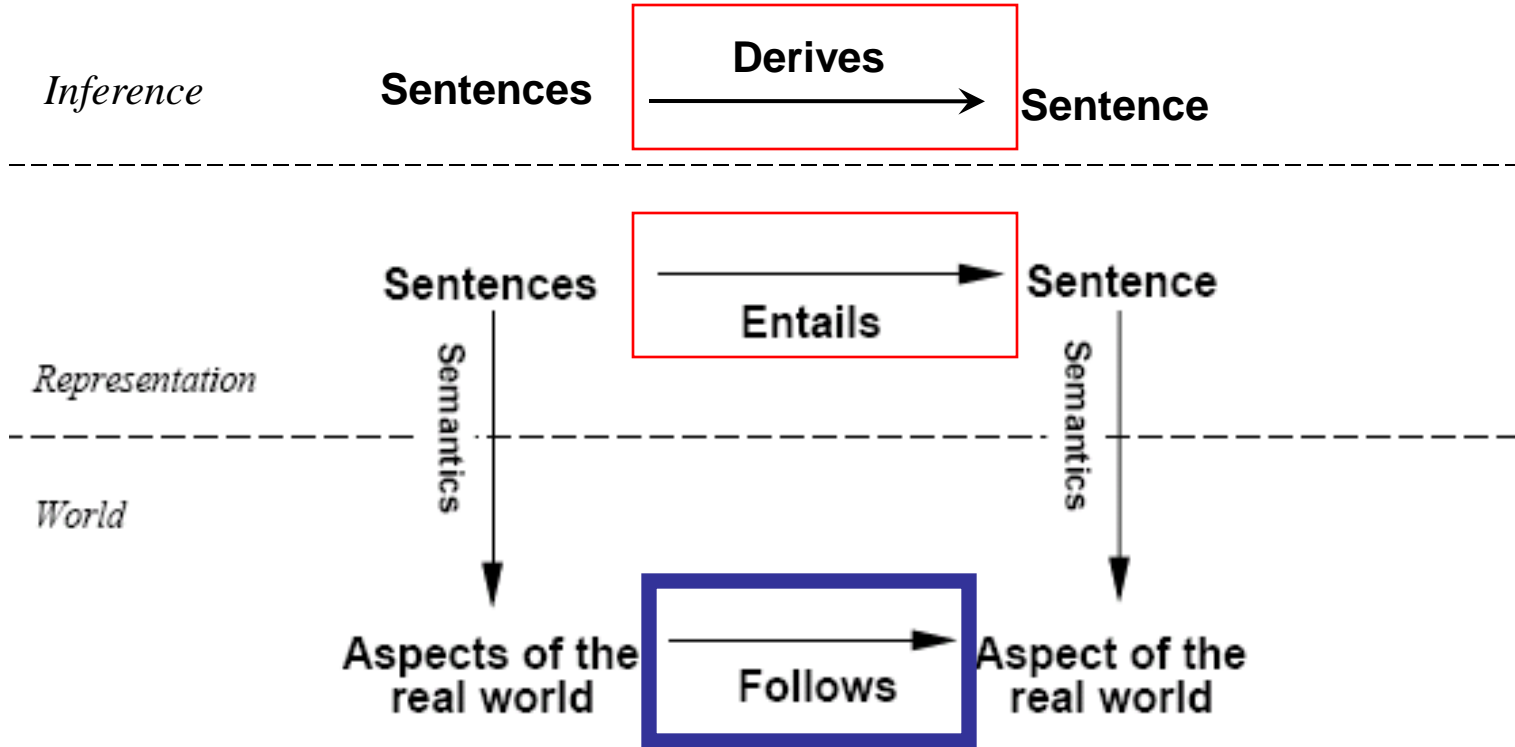 Inference
Sentences
Derives
Sentence
Sentences
Entails
Sentence
Semantics
Semantics
Representation
World
Aspects of the
real world
Follows
Aspect of the
real world